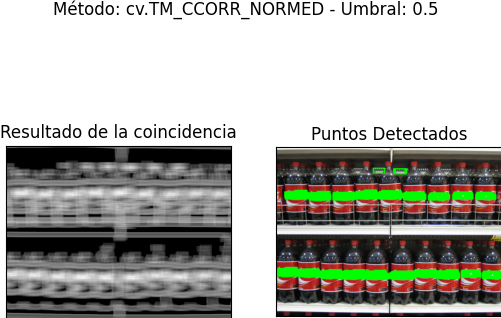 Método: cv.TM_CCORR_NORMED - Umbral: 0.5
Resultado de la coincidencia
Puntos Detectados